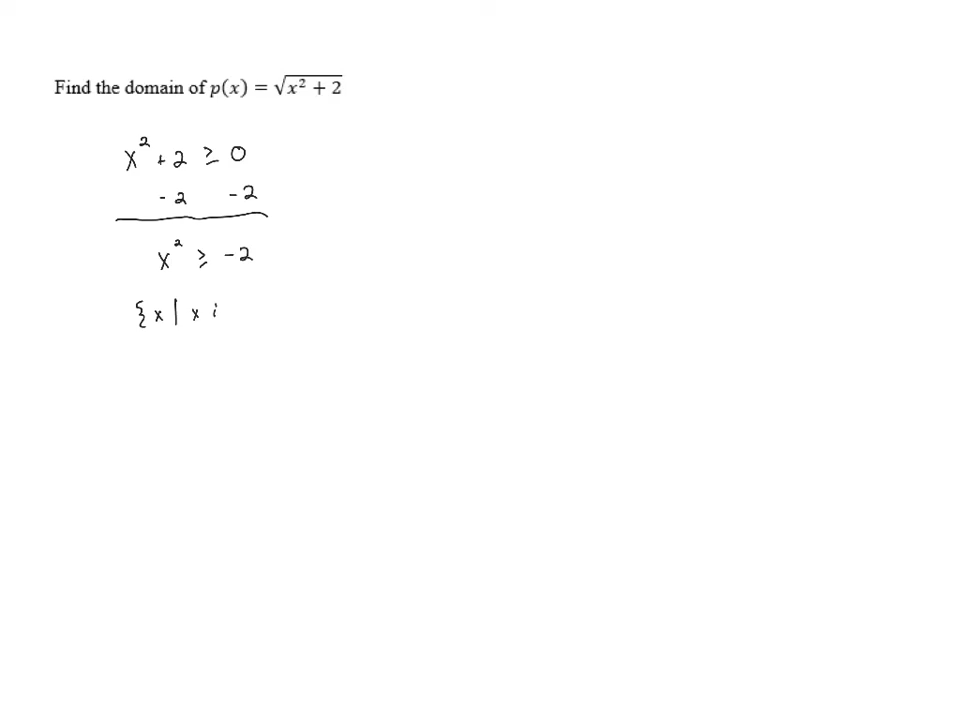 Find the domain of p(x) = √(x² + 2)
x² + 2 ≥ 0
- 2 - 2
x² ≥ - 2
{ x | x i